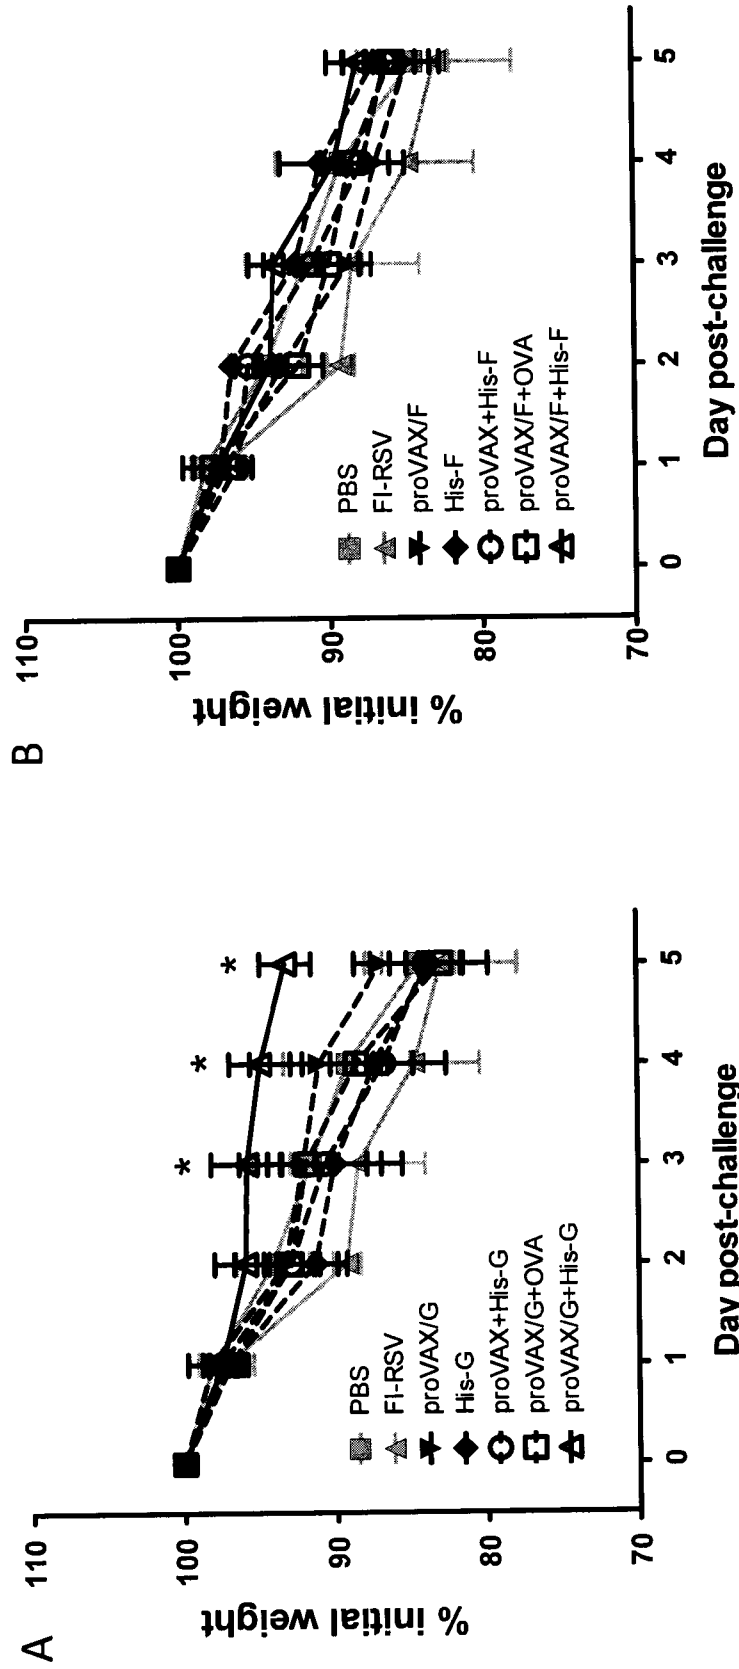 A
110
100
90
80
70
% initial weight
PBS
FI-RSV
proVAX/G
His-G
proVAX+His-G
proVAX/G+OVA
proVAX/G+His-G
* * *
0 1 2 3 4 5
Day post-challenge
B
110
100
90
80
70
% initial weight
PBS
FI-RSV
proVAX/F
His-F
proVAX+His-F
proVAX/F+OVA
proVAX/F+His-F
0 1 2 3 4 5
Day post-challenge